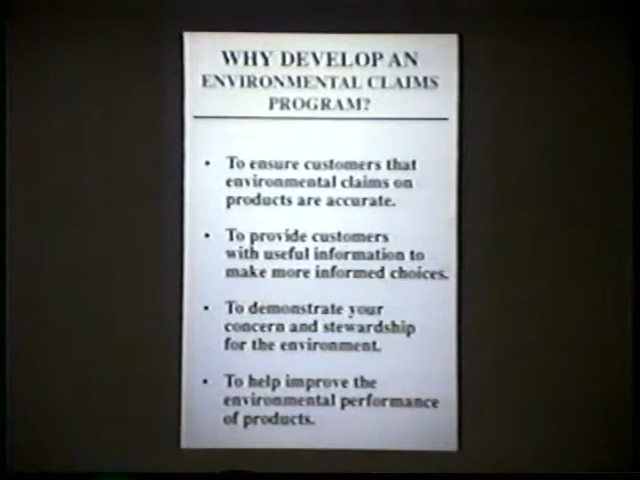 WHY DEVELOP AN
ENVIRONMENTAL CLAIMS
PROGRAM?
• To ensure customers that
environmental claims on
products are accurate.
• To provide customers
with useful information to
make more informed choices.
• To demonstrate your
concern and stewardship
for the environment.
• To help improve the
environmental performance
of products.